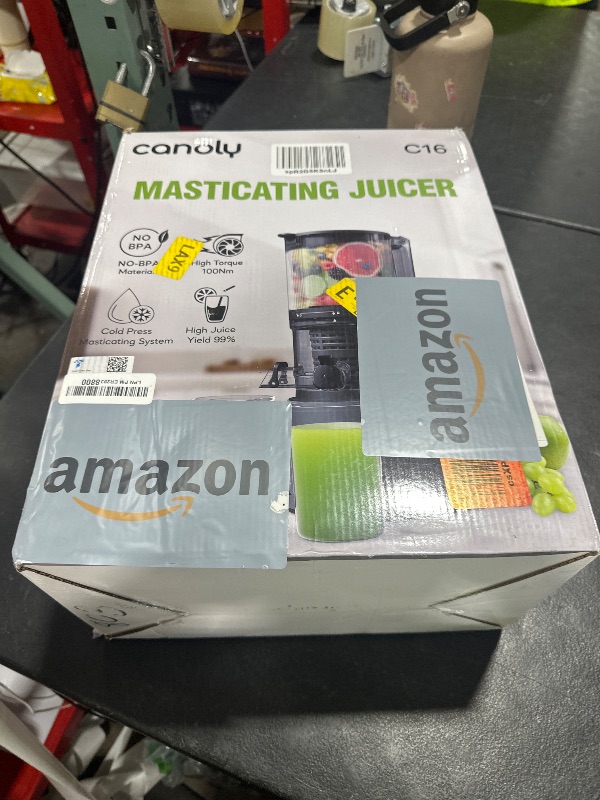 canoly
C16
MASTICATING JUICER
NO
BPA
NO-BPA
LAX9
High Torque
100Nm
E
Cold Press
Masticating System
High Juice
Yield 99%
amazon
amazon